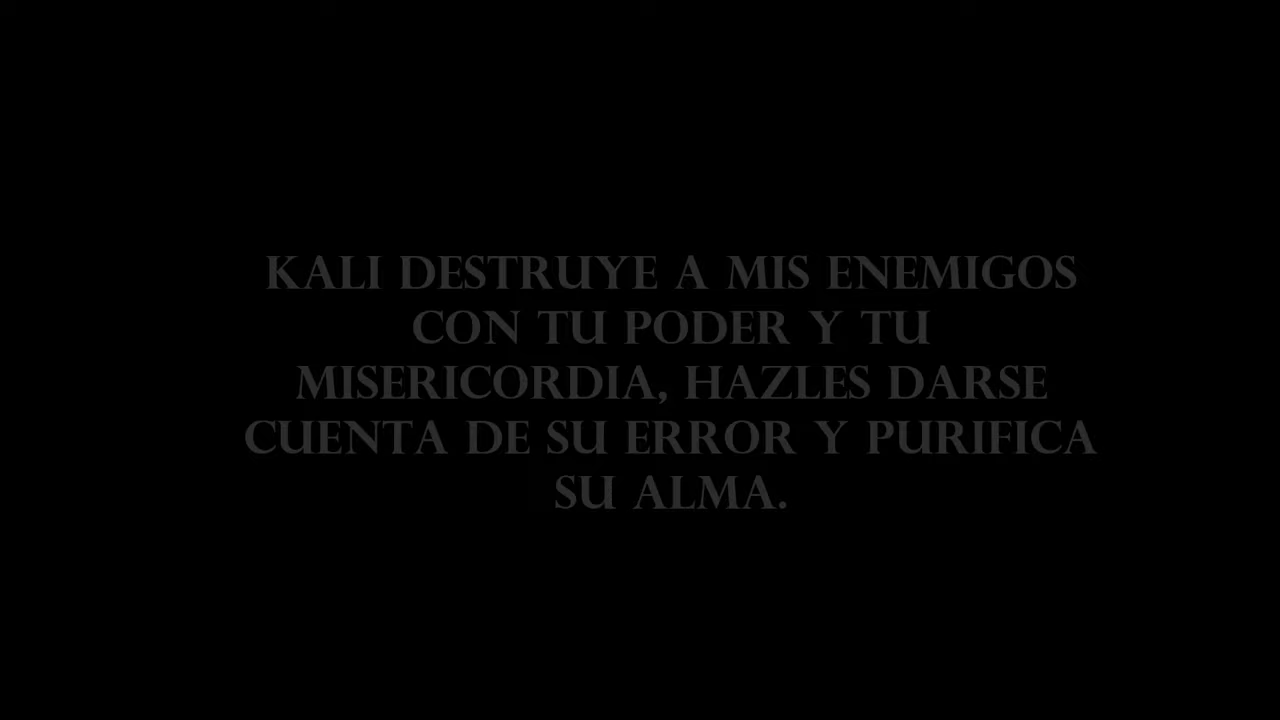 KALI DESTRUYE A MIS ENEMIGOS
CON TU PODER Y TU
MISERICORDIA, HAZLES DARSE
CUENTA DE SU ERROR Y PURIFICA
SU ALMA.